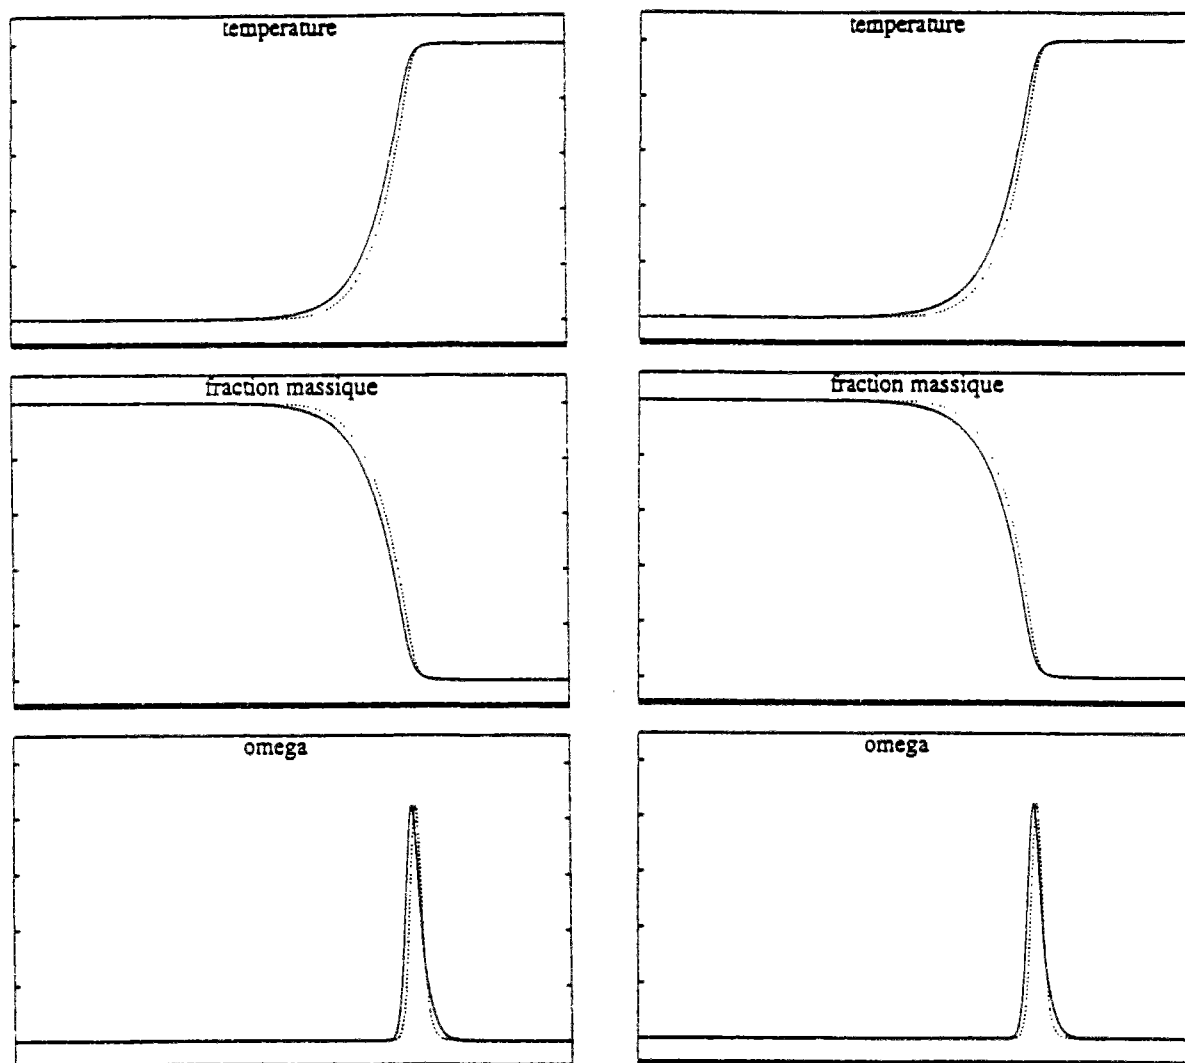 temperature
temperature
fraction massique
fraction massique
omega
omega